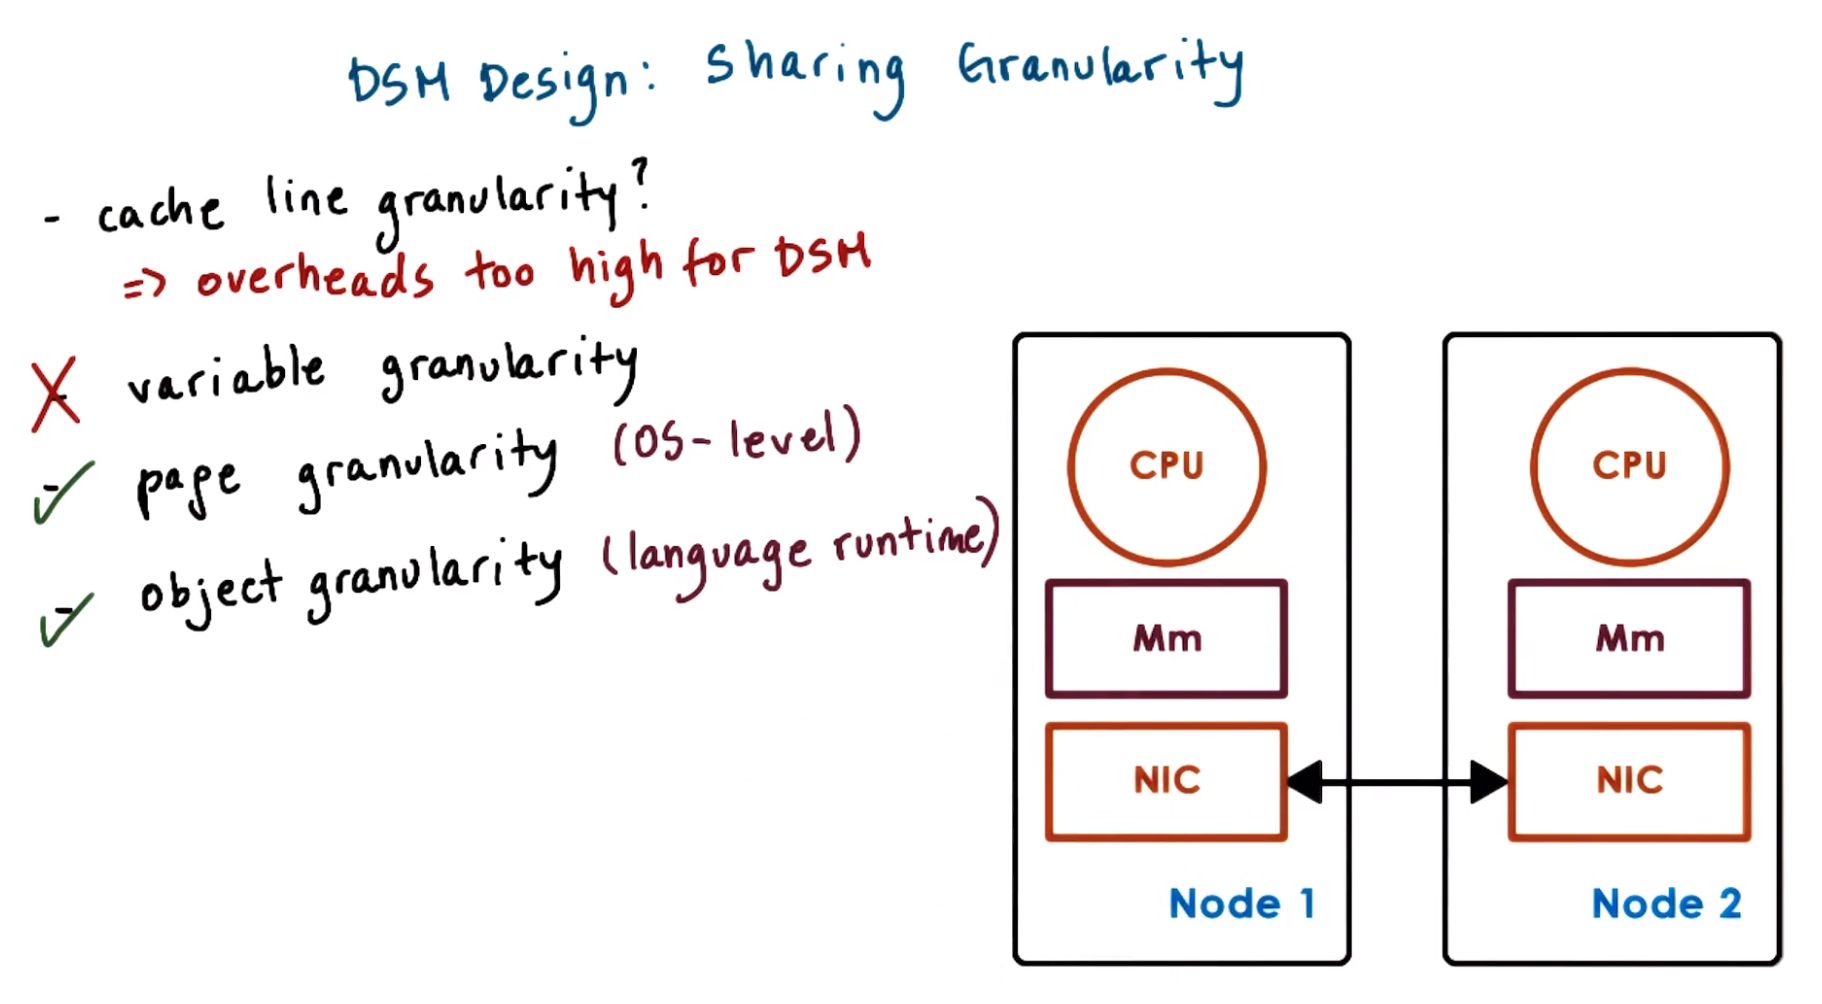 DSM Design: Sharing Granularity
- cache line granularity?
=> overheads too high for DSM
X variable granularity
✓ - page granularity (OS-level)
✓ - object granularity (language runtime)
CPU
Mm
NIC
Node 1
CPU
Mm
NIC
Node 2